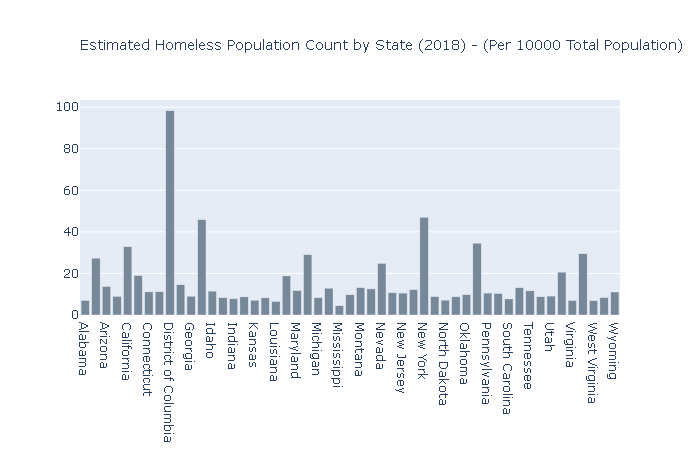 Estimated Homeless Population Count by State (2018) - (Per 10000 Total Population)
100
80
60
40
20
0
Alabama
Arizona
California
Connecticut
District of Columbia
Georgia
Idaho
Indiana
Kansas
Louisiana
Maryland
Michigan
Mississippi
Montana
Nevada
New Jersey
New York
North Dakota
Oklahoma
Pennsylvania
South Carolina
Tennessee
Utah
Virginia
West Virginia
Wyoming